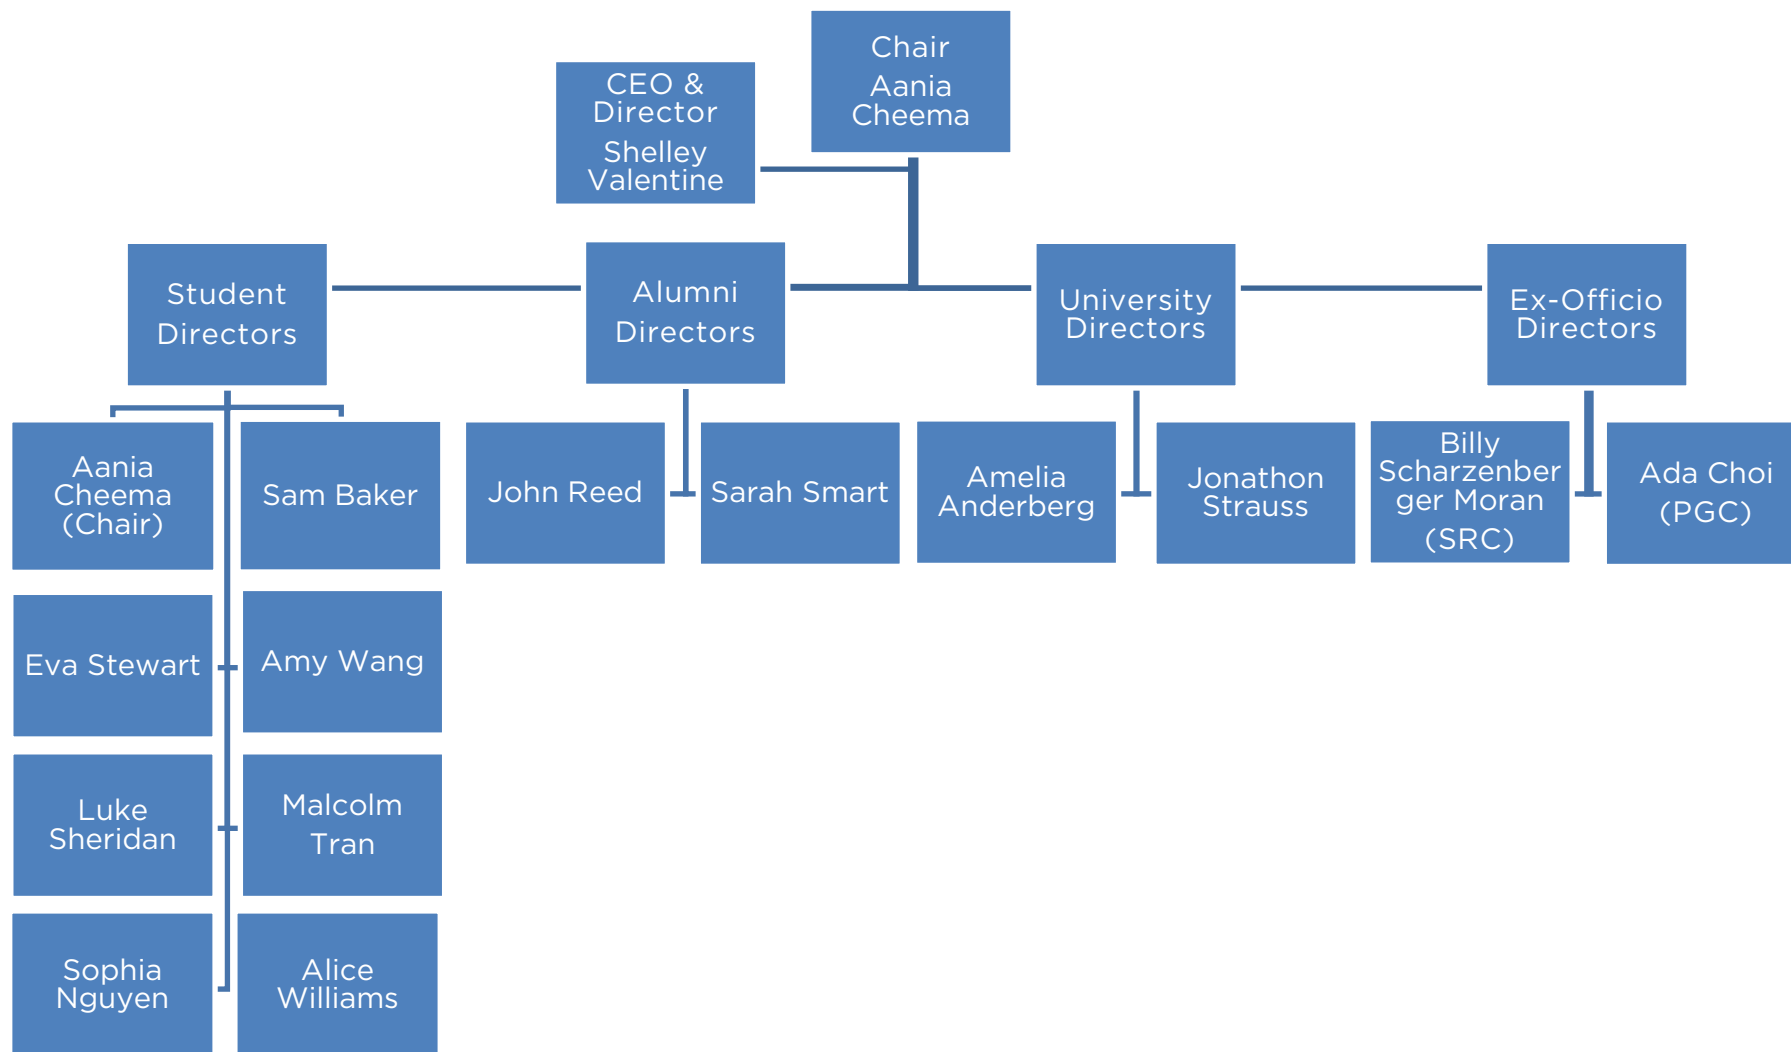 Chair
Aania
Cheema
CEO &
Director
Shelley
Valentine
Student
Directors
Alumni
Directors
University
Directors
Ex-Officio
Directors
Aania
Cheema
(Chair)
Sam Baker
John Reed
Sarah Smart
Amelia
Anderberg
Jonathon
Strauss
Billy
Scharzenber
ger Moran
(SRC)
Ada Choi
(PGC)
Eva Stewart
Amy Wang
Luke
Sheridan
Malcolm
Tran
Sophia
Nguyen
Alice
Williams